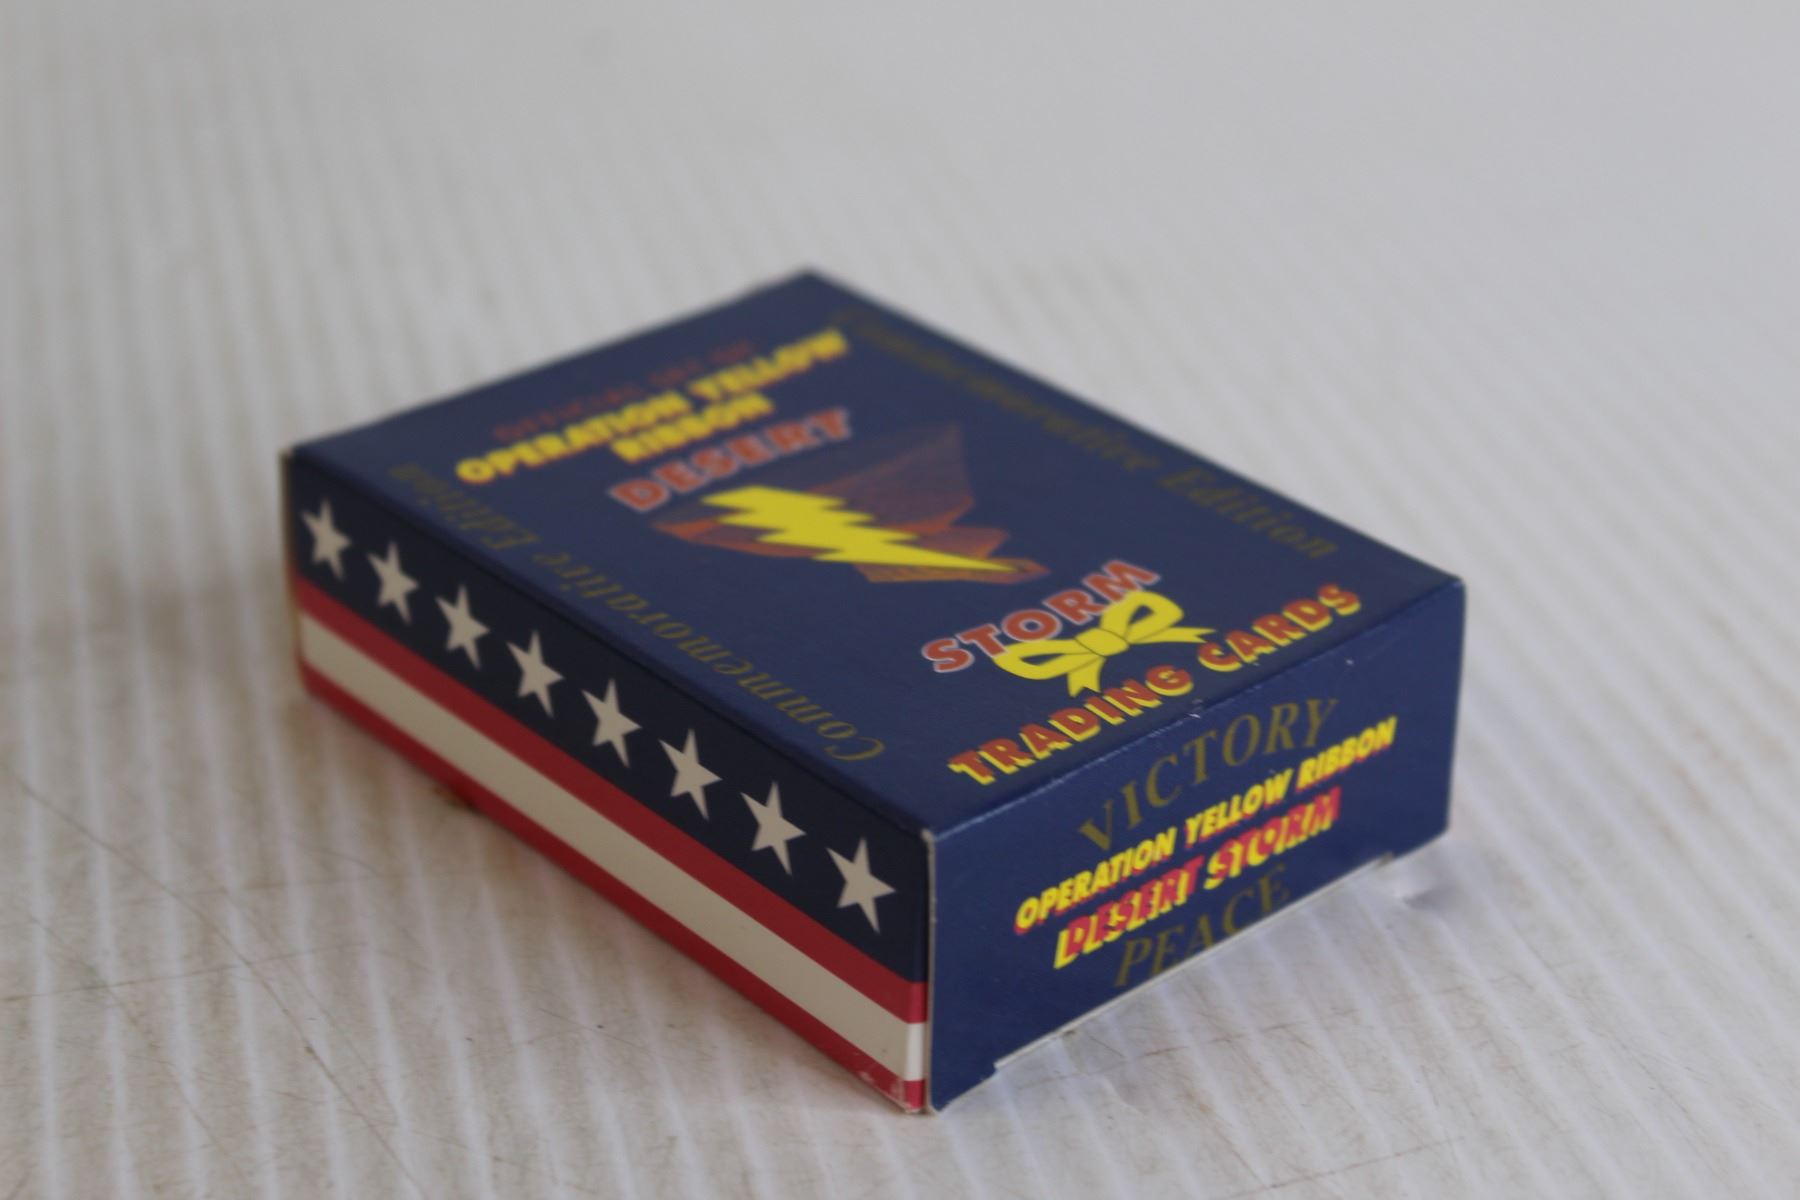 OFFICIAL SET OF
OPERATION YELLOW
RIBBON
DESERT
STORM
TRADING CARDS
Commemorative Edition
Commemorative Edition
VICTORY
OPERATION YELLOW RIBBON
DESERT STORM
PEACE